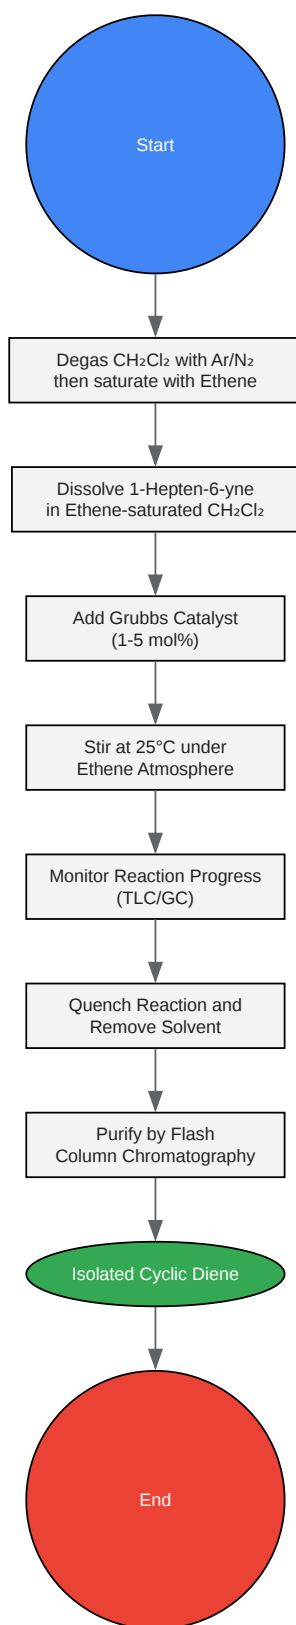 Start
Degas CH₂Cl₂ with Ar/N₂
then saturate with Ethene
Dissolve 1-Hepten-6-yne
in Ethene-saturated CH₂Cl₂
Add Grubbs Catalyst
(1-5 mol%)
Stir at 25°C under
Ethene Atmosphere
Monitor Reaction Progress
(TLC/GC)
Quench Reaction and
Remove Solvent
Purify by Flash
Column Chromatography
Isolated Cyclic Diene
End